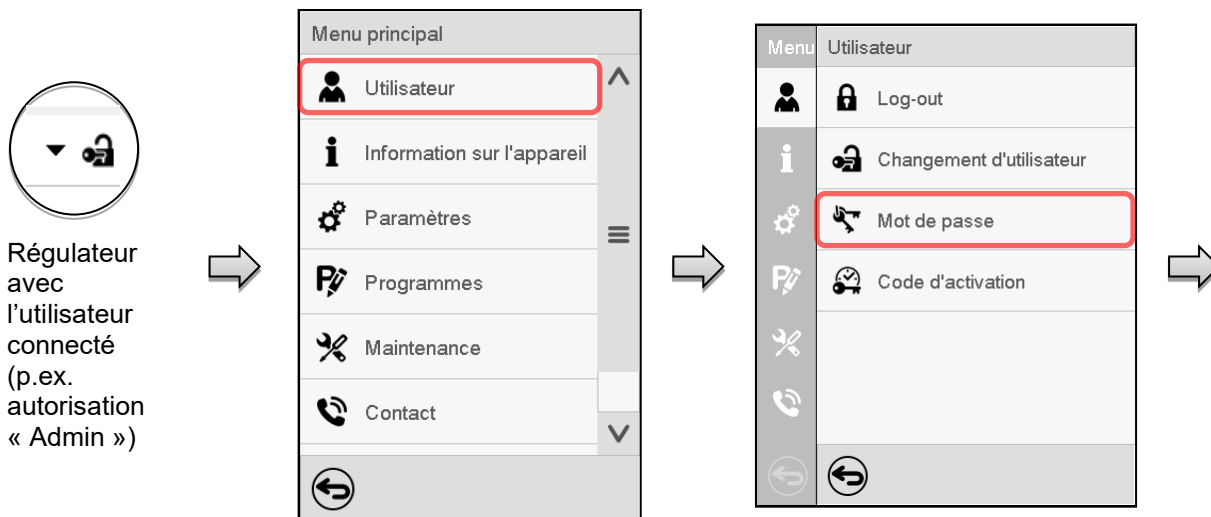 Régulateur
avec
l’utilisateur
connecté
(p.ex.
autorisation
« Admin »)
Menu principal
Utilisateur
Information sur l'appareil
Paramètres
Programmes
Maintenance
Contact
Menu
Utilisateur
Log-out
Changement d'utilisateur
Mot de passe
Code d'activation